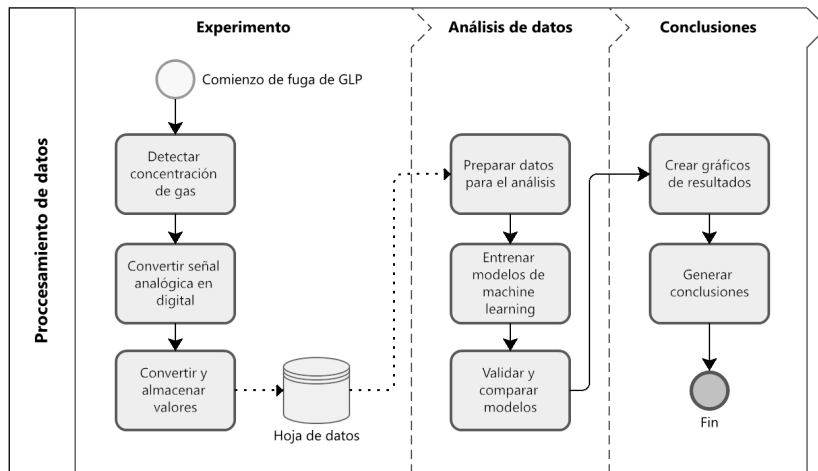 Experimento
Análisis de datos
Conclusiones
Proccesamiento de datos
Comienzo de fuga de GLP
Detectar
concentración
de gas
Convertir señal
analógica en
digital
Convertir y
almacenar
valores
Hoja de datos
Preparar datos
para el análisis
Entrenar
modelos de
machine
learning
Validar y
comparar
modelos
Crear gráficos
de resultados
Generar
conclusiones
Fin